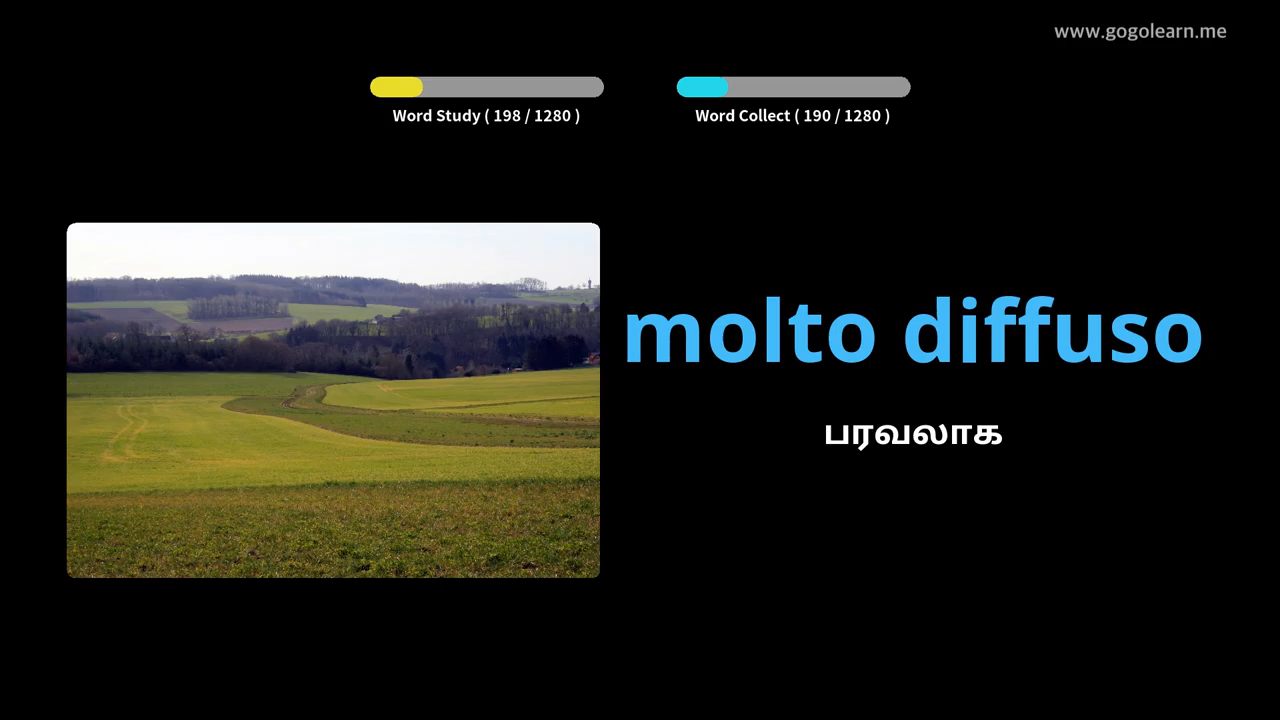 www.gogolearn.me
Word Study ( 198 / 1280 )
Word Collect ( 190 / 1280 )
molto diffuso
பரவலாக